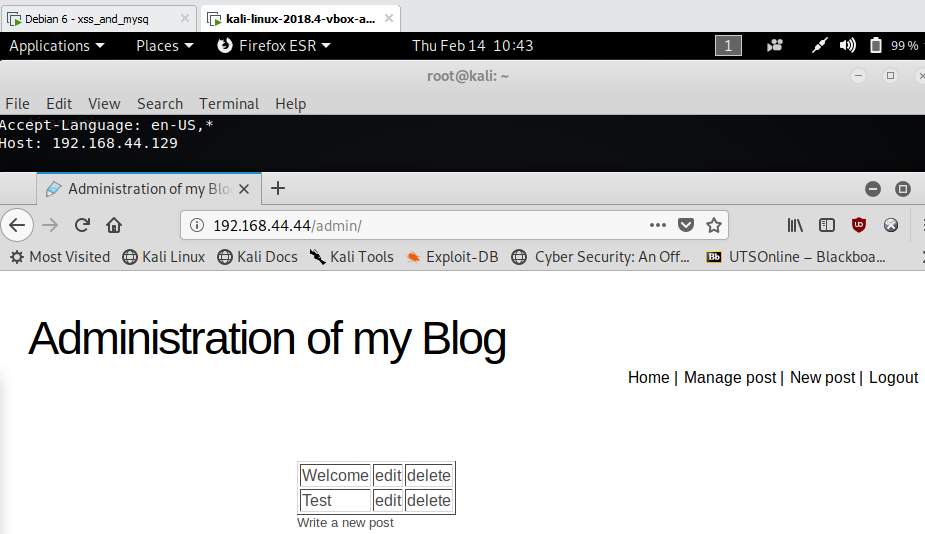 Debian 6 - xss_and_mysq kali-linux-2018.4-vbox-a...
Applications Places Firefox ESR Thu Feb 14 10:43 1 99 %
root@kali: ~
File Edit View Search Terminal Help
Accept-Language: en-US,*
Host: 192.168.44.129
Administration of my Blo
192.168.44.44/admin/
Most Visited Kali Linux Kali Docs Kali Tools Exploit-DB Cyber Security: An Off... Bb UTSOnline – Blackboa...
Administration of my Blog
Home | Manage post | New post | Logout
Welcome edit delete
Test edit delete
Write a new post